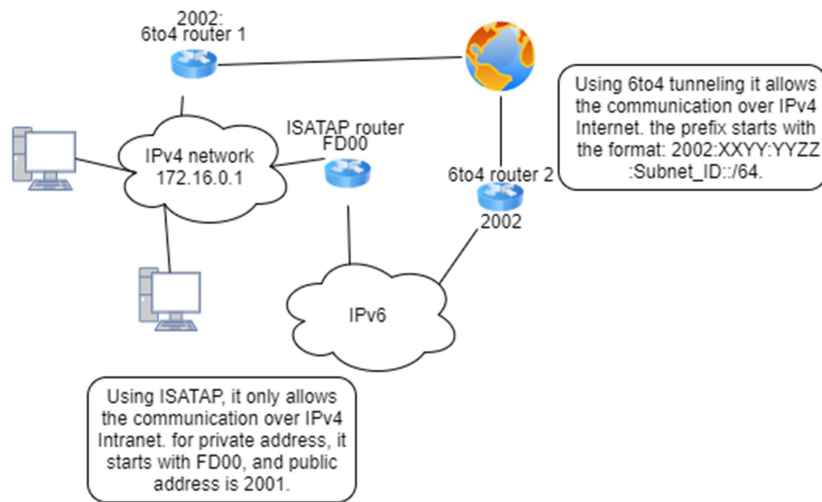 2002:
6to4 router 1
Using 6to4 tunneling it allows
the communication over IPv4
Internet. the prefix starts with
the format: 2002:XXYY:YYZZ
:Subnet_ID::/64.
ISATAP router
FD00
IPv4 network
172.16.0.1
6to4 router 2
2002
IPv6
Using ISATAP, it only allows
the communication over IPv4
Intranet. for private address, it
starts with FD00, and public
address is 2001.